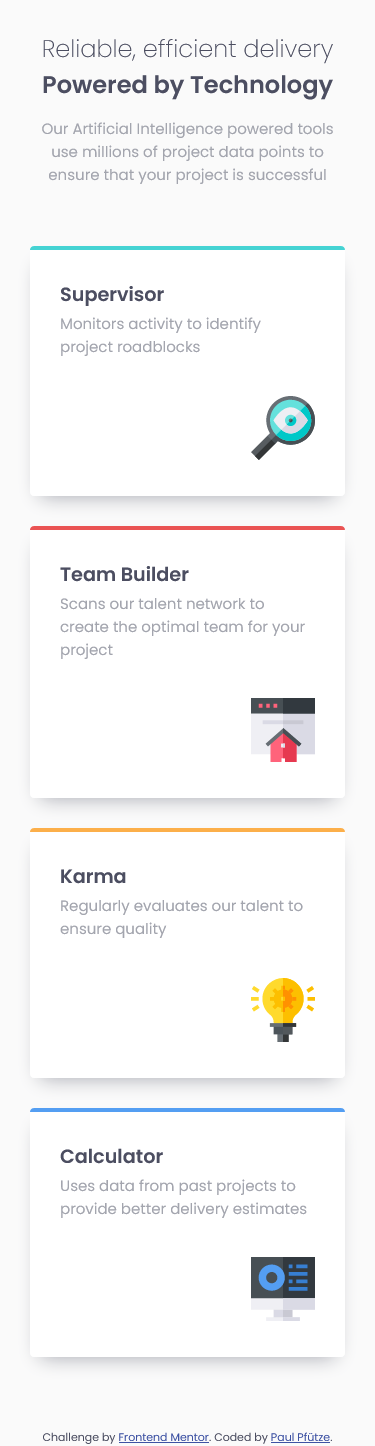 Reliable, efficient delivery
Powered by Technology
Our Artificial Intelligence powered tools
use millions of project data points to
ensure that your project is successful
Supervisor
Monitors activity to identify
project roadblocks
Team Builder
Scans our talent network to
create the optimal team for your
project
Karma
Regularly evaluates our talent to
ensure quality
Calculator
Uses data from past projects to
provide better delivery estimates
Challenge by Frontend Mentor. Coded by Paul Pfütze.